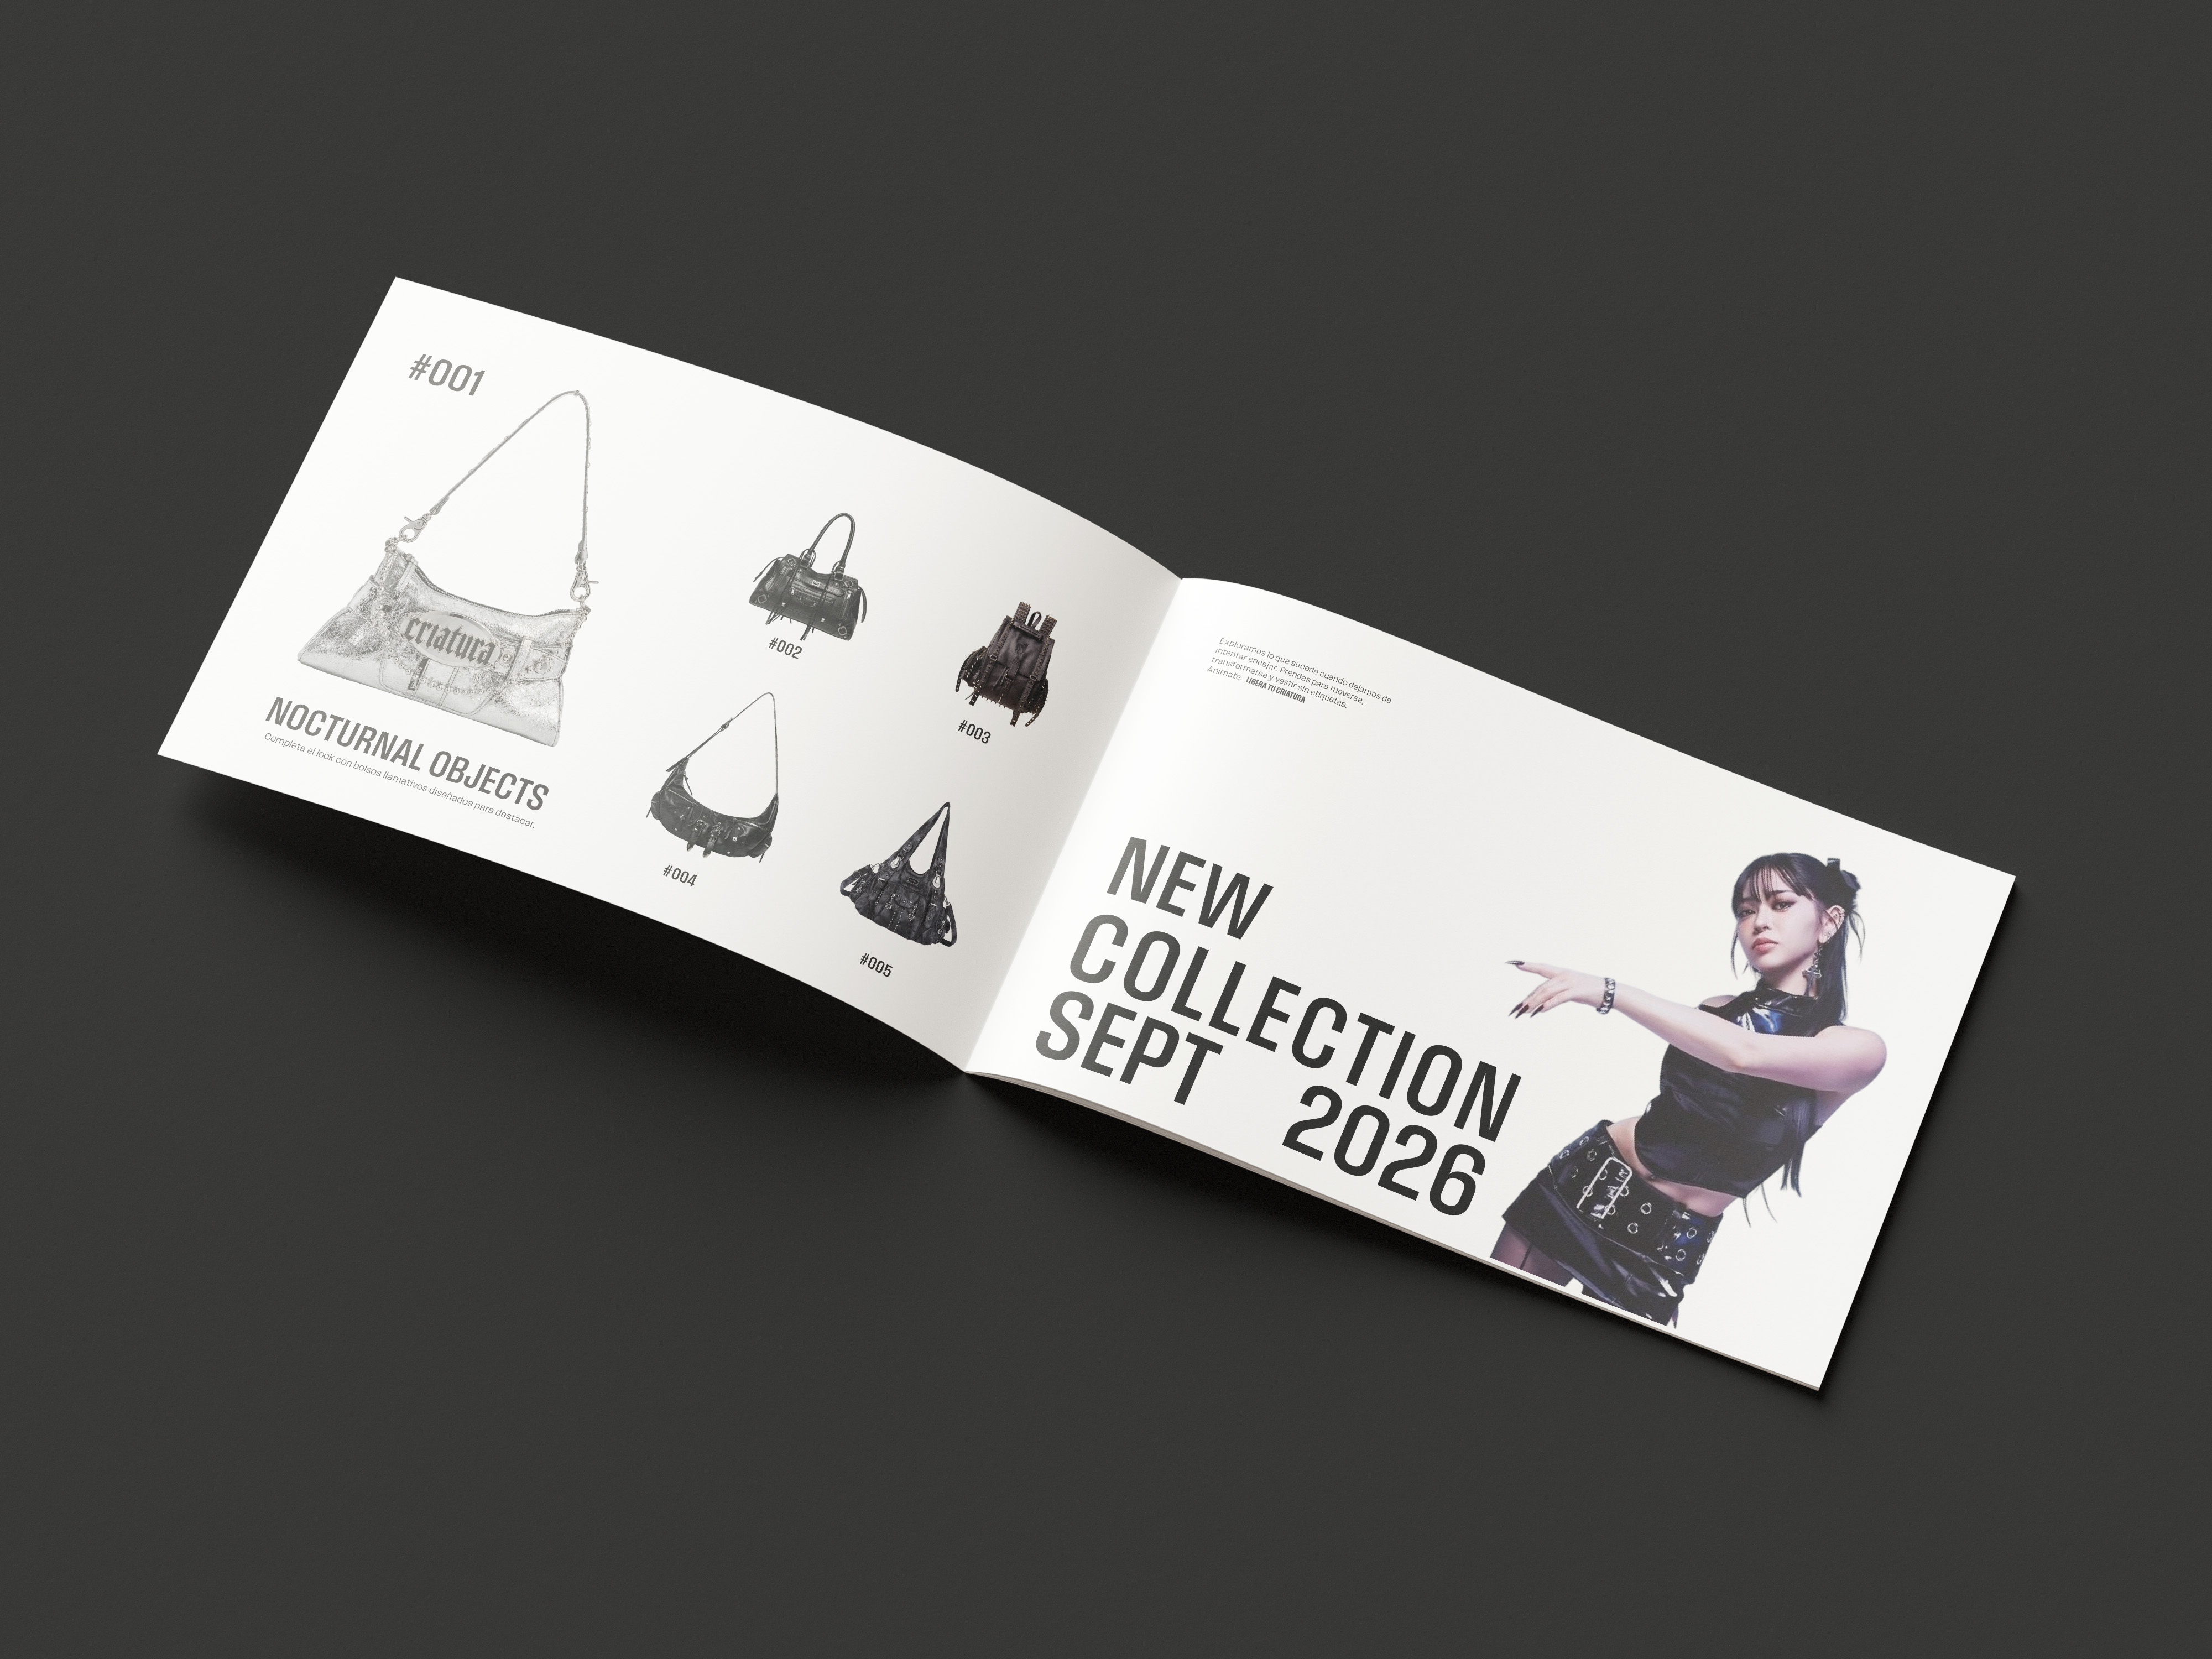 #001
criatura
NOCTURNAL OBJECTS
Completa el look con bolsos llamativos diseñados para destacar.
#002
#003
#004
#005
Exploramos lo que sucede cuando dejamos de
intentar encajar. Prendas para moverse,
transformarse y vestir sin etiquetas.
Anímate. LIBERA TU CRIATURA
NEW
COLLECTION
SEPT 2026